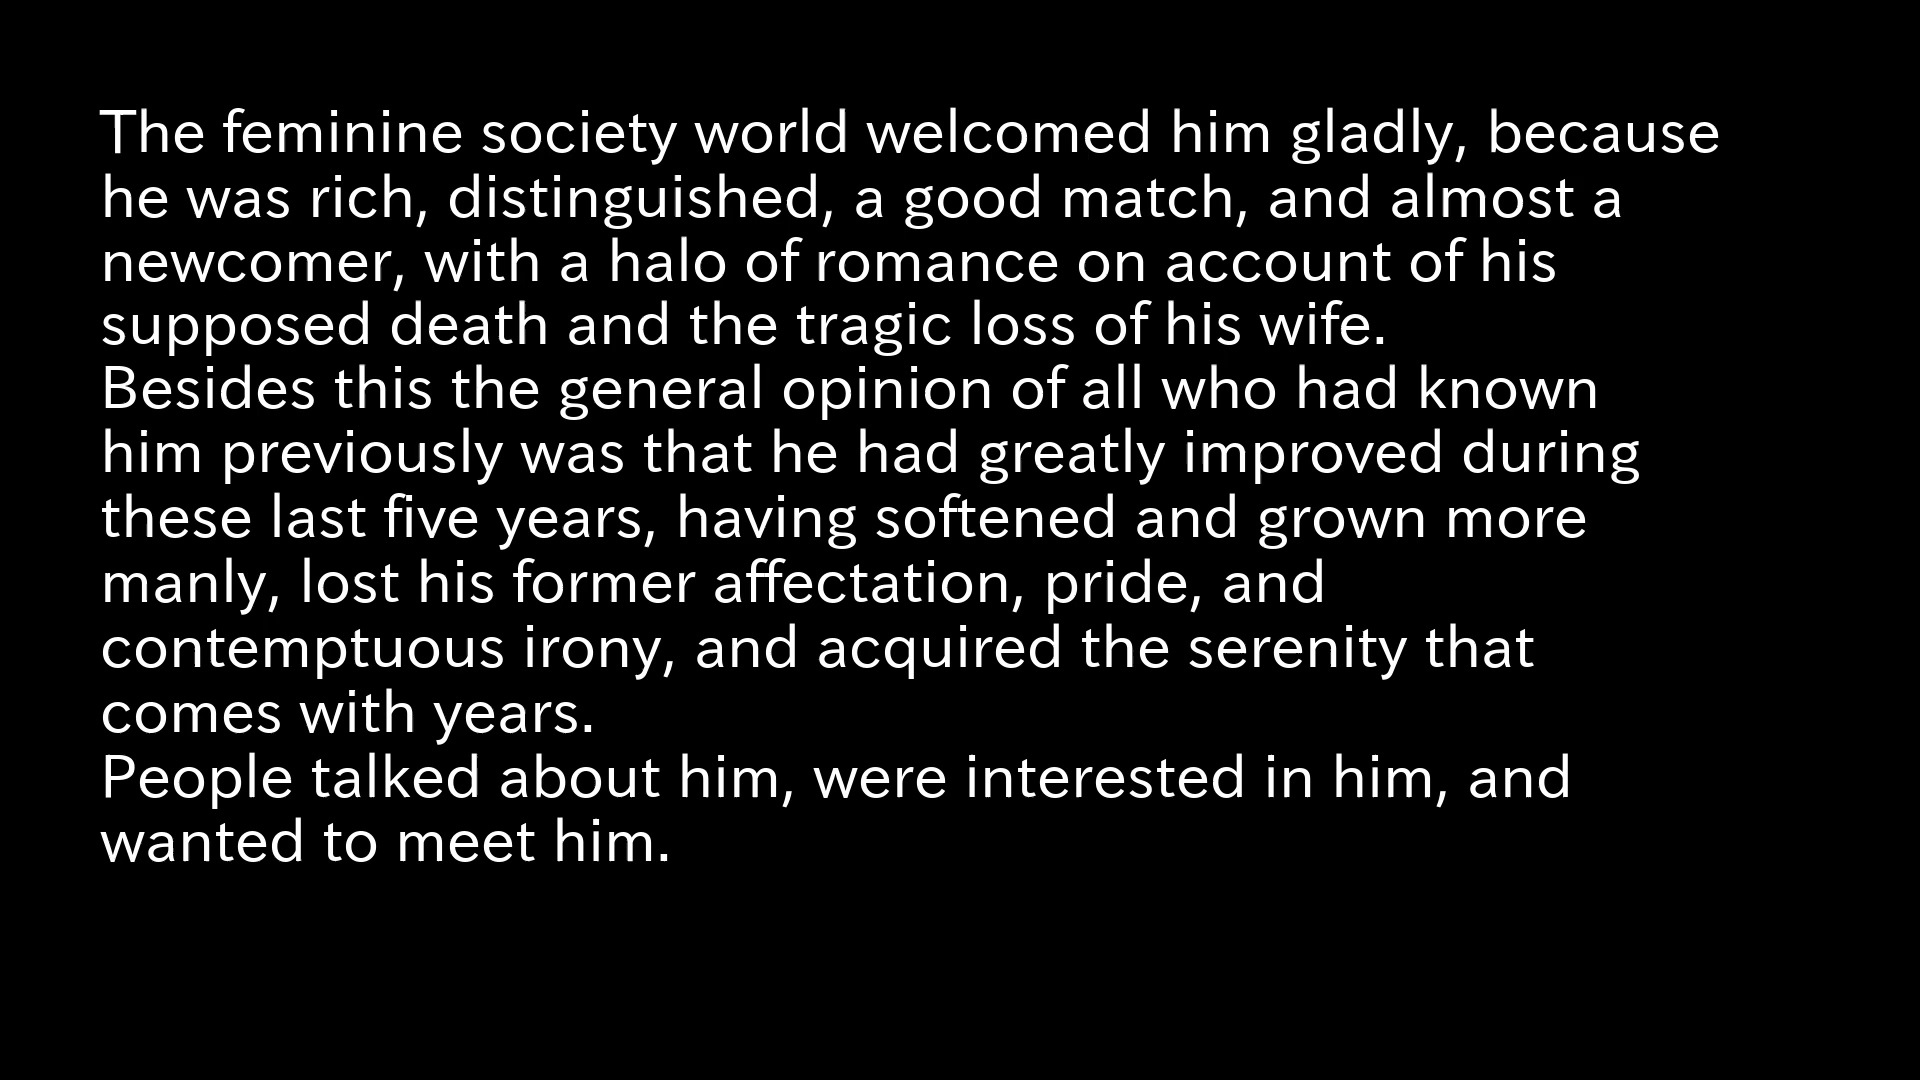 The feminine society world welcomed him gladly, because
he was rich, distinguished, a good match, and almost a
newcomer, with a halo of romance on account of his
supposed death and the tragic loss of his wife.
Besides this the general opinion of all who had known
him previously was that he had greatly improved during
these last five years, having softened and grown more
manly, lost his former affectation, pride, and
contemptuous irony, and acquired the serenity that
comes with years.
People talked about him, were interested in him, and
wanted to meet him.